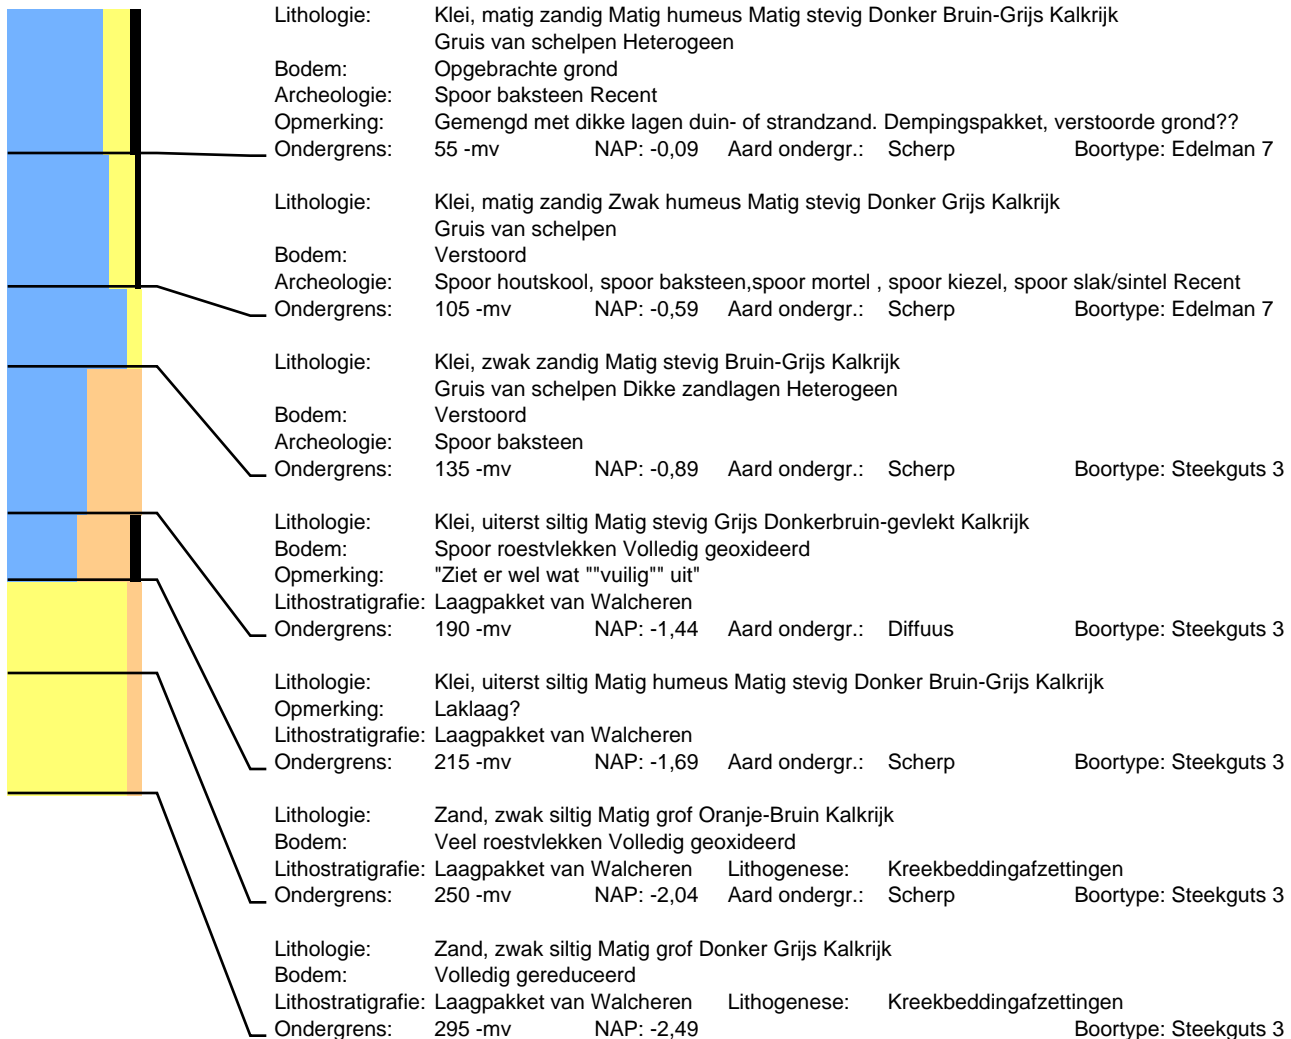 Lithologie: Klei, matig zandig Matig humeus Matig stevig Donker Bruin-Grijs Kalkrijk
Gruis van schelpen Heterogeen
Bodem: Opgebrachte grond
Archeologie: Spoor baksteen Recent
Opmerking: Gemengd met dikke lagen duin- of strandzand. Dempingspakket, verstoorde grond??
Ondergrens: 55 -mv NAP: -0,09 Aard ondergr.: Scherp Boortype: Edelman 7
Lithologie: Klei, matig zandig Zwak humeus Matig stevig Donker Grijs Kalkrijk
Gruis van schelpen
Bodem: Verstoord
Archeologie: Spoor houtskool, spoor baksteen,spoor mortel , spoor kiezel, spoor slak/sintel Recent
Ondergrens: 105 -mv NAP: -0,59 Aard ondergr.: Scherp Boortype: Edelman 7
Lithologie: Klei, zwak zandig Matig stevig Bruin-Grijs Kalkrijk
Gruis van schelpen Dikke zandlagen Heterogeen
Bodem: Verstoord
Archeologie: Spoor baksteen
Ondergrens: 135 -mv NAP: -0,89 Aard ondergr.: Scherp Boortype: Steekguts 3
Lithologie: Klei, uiterst siltig Matig stevig Grijs Donkerbruin-gevlekt Kalkrijk
Bodem: Spoor roestvlekken Volledig geoxideerd
Opmerking: "Ziet er wel wat ""vuilig"" uit"
Lithostratigrafie: Laagpakket van Walcheren
Ondergrens: 190 -mv NAP: -1,44 Aard ondergr.: Diffuus Boortype: Steekguts 3
Lithologie: Klei, uiterst siltig Matig humeus Matig stevig Donker Bruin-Grijs Kalkrijk
Opmerking: Laklaag?
Lithostratigrafie: Laagpakket van Walcheren
Ondergrens: 215 -mv NAP: -1,69 Aard ondergr.: Scherp Boortype: Steekguts 3
Lithologie: Zand, zwak siltig Matig grof Oranje-Bruin Kalkrijk
Bodem: Veel roestvlekken Volledig geoxideerd
Lithostratigrafie: Laagpakket van Walcheren Lithogenese: Kreekbeddingafzettingen
Ondergrens: 250 -mv NAP: -2,04 Aard ondergr.: Scherp Boortype: Steekguts 3
Lithologie: Zand, zwak siltig Matig grof Donker Grijs Kalkrijk
Bodem: Volledig gereduceerd
Lithostratigrafie: Laagpakket van Walcheren Lithogenese: Kreekbeddingafzettingen
Ondergrens: 295 -mv NAP: -2,49 Boortype: Steekguts 3